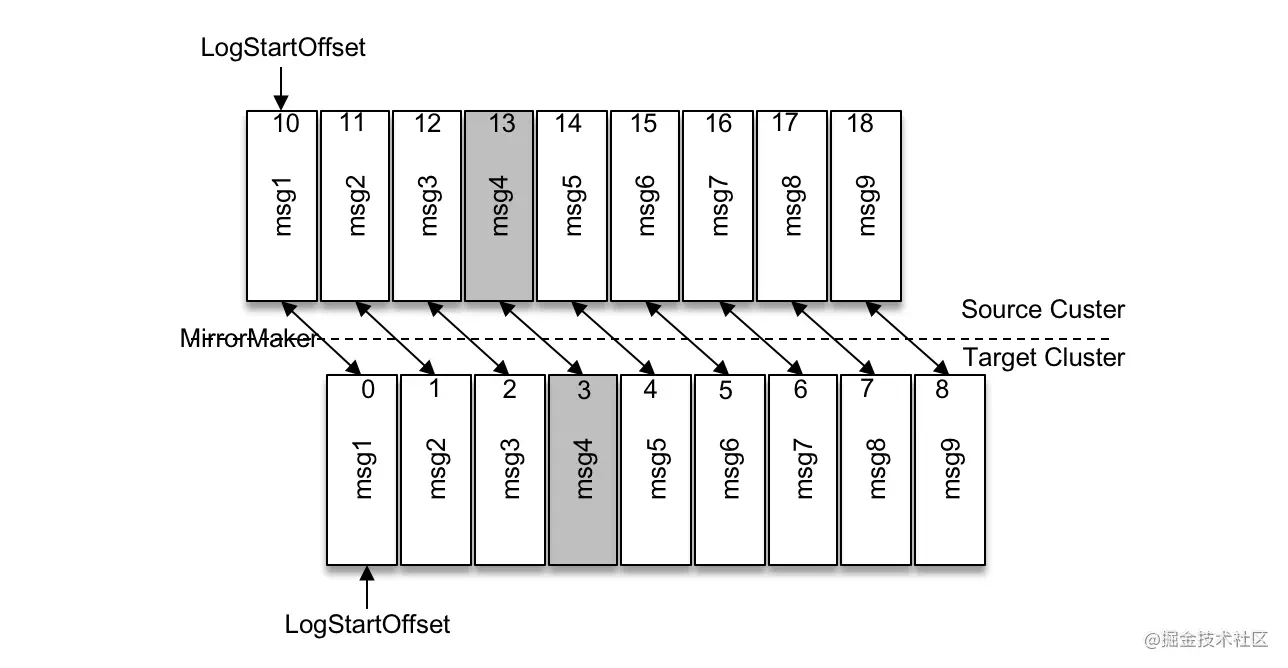 LogStartOffset
10 11 12 13 14 15 16 17 18
msg1 msg2 msg3 msg4 msg5 msg6 msg7 msg8 msg9
Source Custer
MirrorMaker
Target Cluster
0 1 2 3 4 5 6 7 8
msg1 msg2 msg3 msg4 msg5 msg6 msg7 msg8 msg9
LogStartOffset
@掘金技术社区